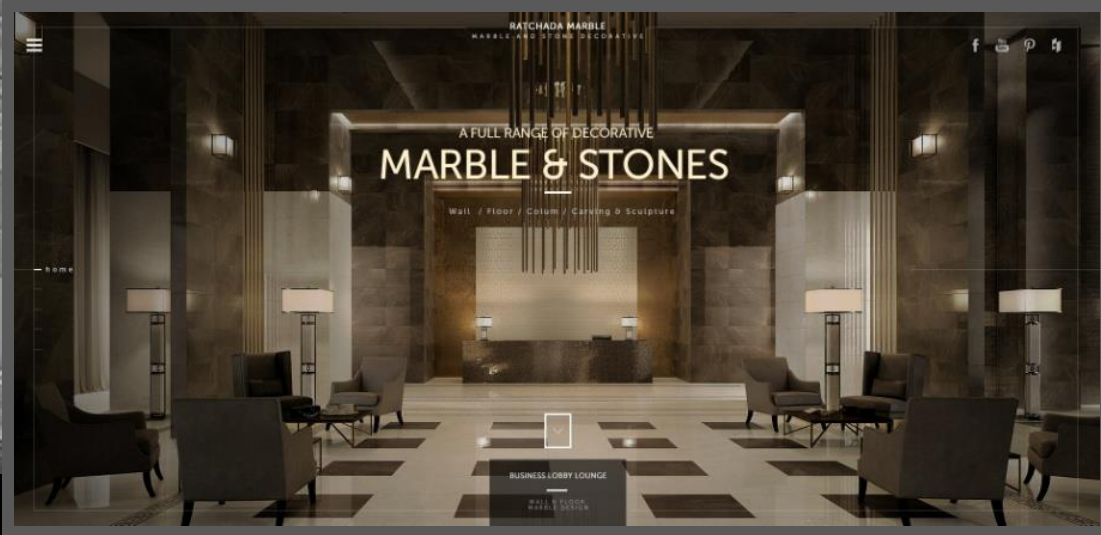 RATCHADA MARBLE
MARBLE AND STONE DECORATIVE
A FULL RANGE OF DECORATIVE
MARBLE & STONES
Wall / Floor / Colum / Carving & Sculpture
home
BUSINESS LOBBY LOUNGE
WALL & FLOOR
MARBLE DESIGN